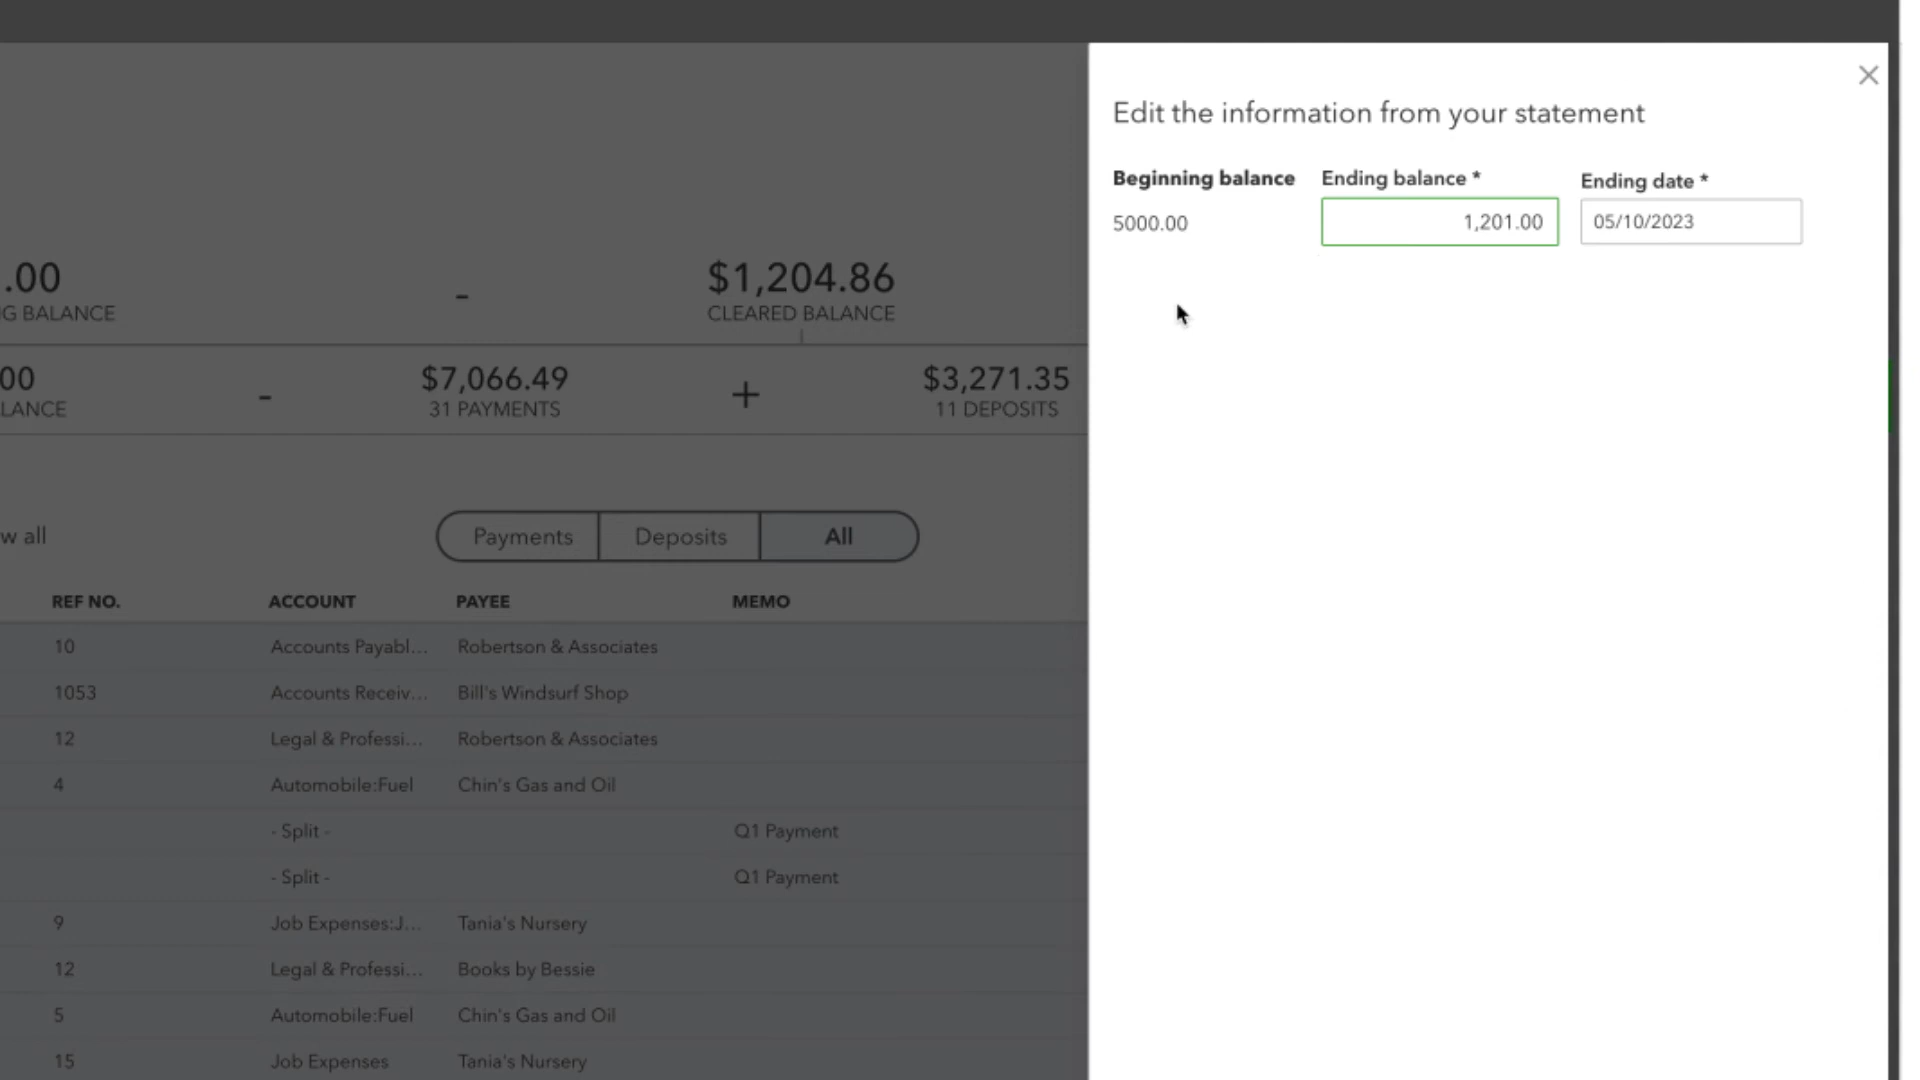 Edit the information from your statement
Beginning balance Ending balance * Ending date *
5000.00 1,201.00 05/10/2023
.00 - $1,204.86
G BALANCE CLEARED BALANCE
00 - $7,066.49 + $3,271.35
LANCE 31 PAYMENTS 11 DEPOSITS
w all Payments Deposits All
REF NO. ACCOUNT PAYEE MEMO
10 Accounts Payabl... Robertson & Associates
1053 Accounts Receiv... Bill's Windsurf Shop
12 Legal & Professi... Robertson & Associates
4 Automobile:Fuel Chin's Gas and Oil
- Split - Q1 Payment
- Split - Q1 Payment
9 Job Expenses:J... Tania's Nursery
12 Legal & Professi... Books by Bessie
5 Automobile:Fuel Chin's Gas and Oil
15 Job Expenses Tania's Nursery